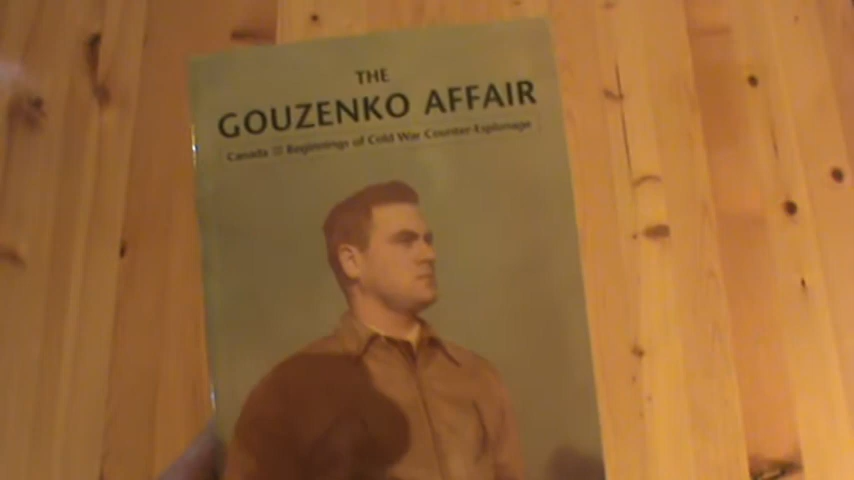 THE
GOUZENKO AFFAIR
Canada Beginnings of Cold War Counter-Espionage